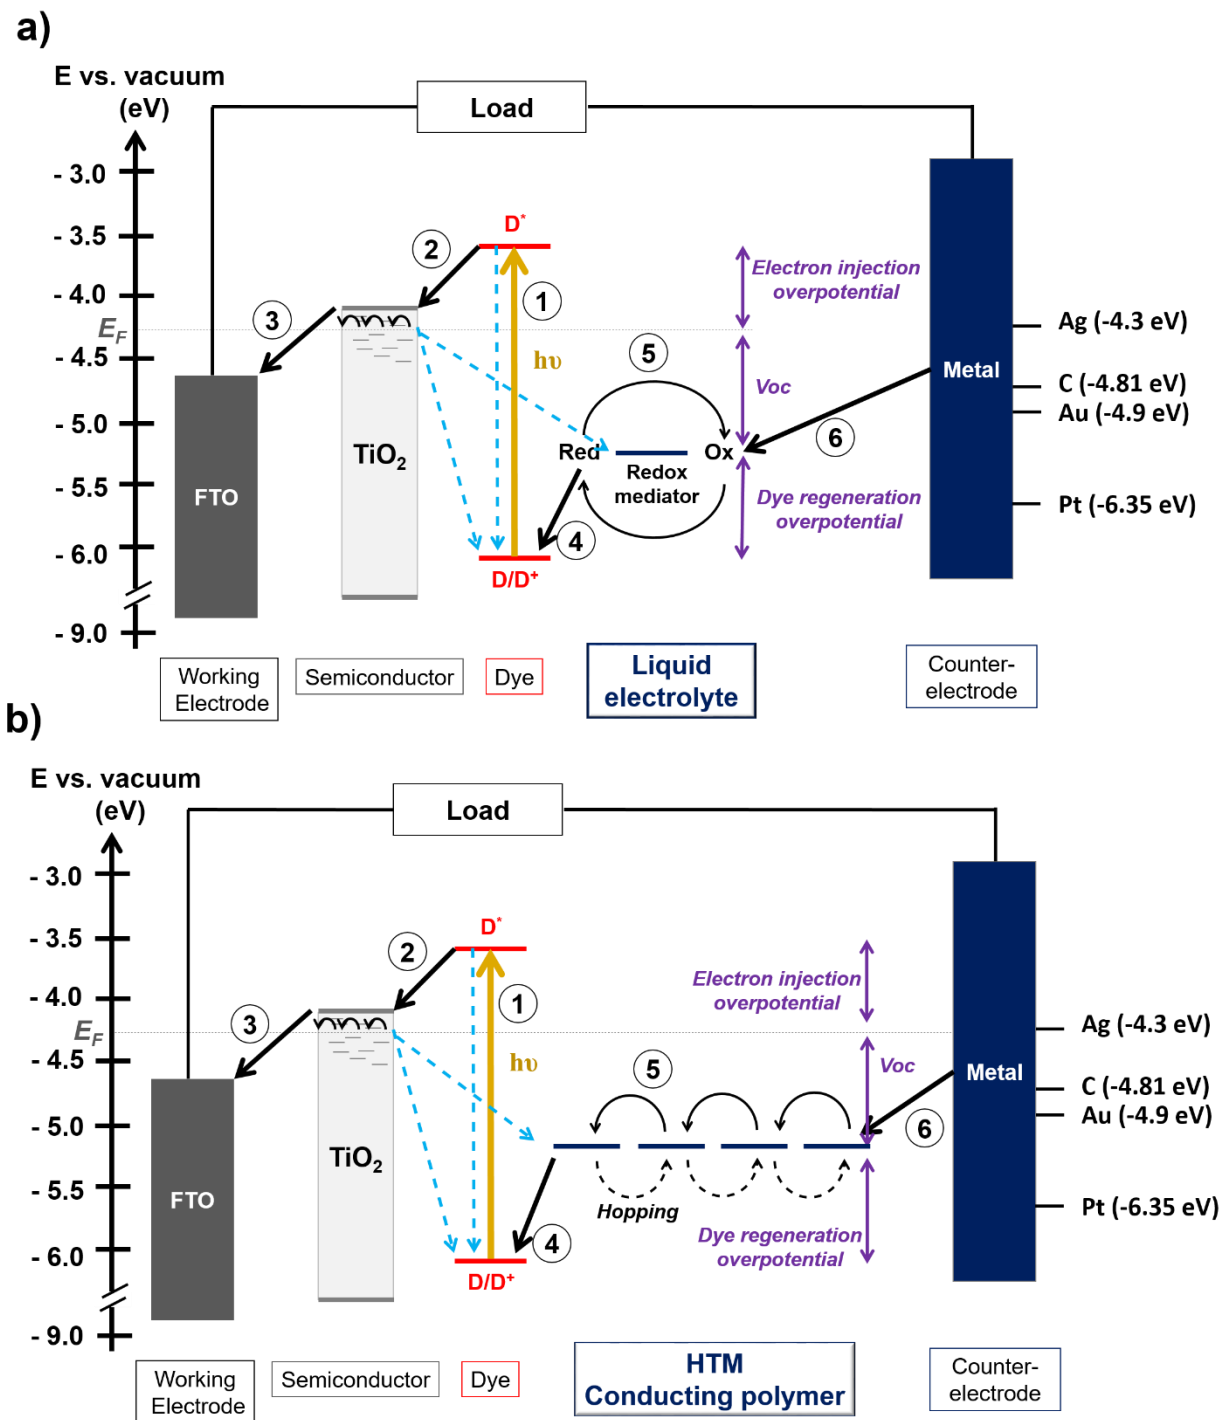 a)
E vs. vacuum
(eV)
Load
- 3.0
- 3.5
- 4.0
E_F
- 4.5
- 5.0
- 5.5
- 6.0
- 9.0
D*
2
1
3
hυ
5
Electron injection
overpotential
Voc
Ag (-4.3 eV)
Metal
C (-4.81 eV)
Au (-4.9 eV)
6
TiO₂
Red
Ox
Redox
mediator
FTO
Dye regeneration
overpotential
Pt (-6.35 eV)
4
D/D⁺
Working
Electrode
Semiconductor
Dye
Liquid
electrolyte
Counter-
electrode
b)
E vs. vacuum
(eV)
Load
- 3.0
- 3.5
- 4.0
E_F
- 4.5
- 5.0
- 5.5
- 6.0
- 9.0
D*
2
1
3
hυ
5
Electron injection
overpotential
Voc
Ag (-4.3 eV)
Metal
C (-4.81 eV)
Au (-4.9 eV)
6
TiO₂
FTO
Hopping
Dye regeneration
overpotential
Pt (-6.35 eV)
4
D/D⁺
Working
Electrode
Semiconductor
Dye
HTM
Conducting polymer
Counter-
electrode